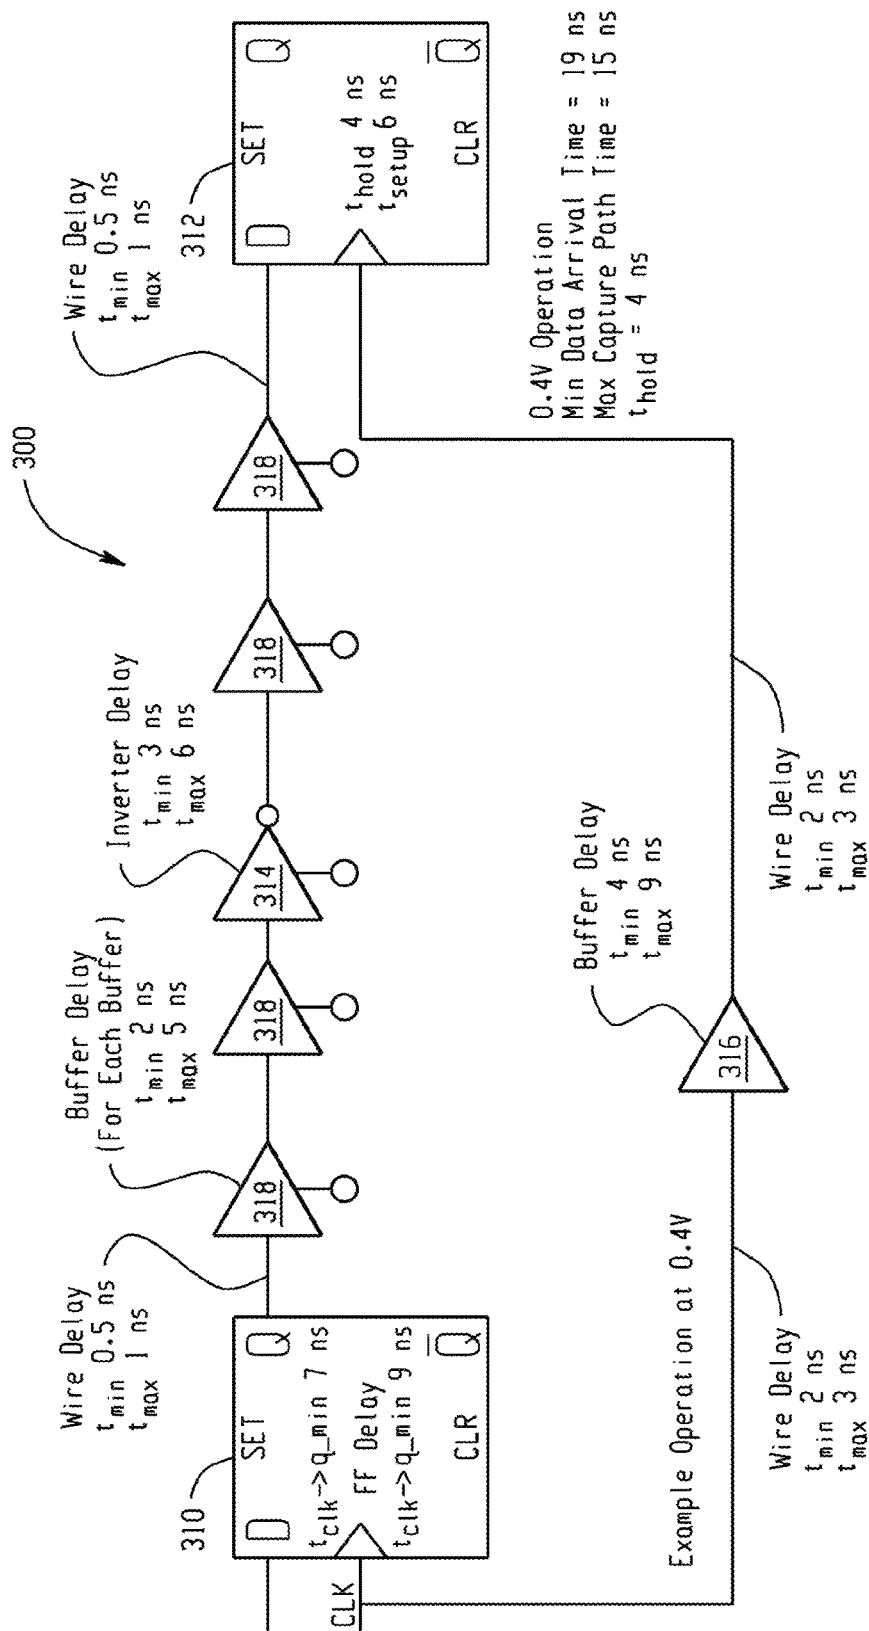 300
Wire Delay
t_min 0.5 ns
t_max 1 ns
Buffer Delay
(For Each Buffer)
t_min 2 ns
t_max 5 ns
Inverter Delay
t_min 3 ns
t_max 6 ns
Wire Delay
t_min 0.5 ns
t_max 1 ns
310
D SET Q
t_clk->q_min 7 ns
FF Delay
t_clk->q_min 9 ns
CLR Q̅
CLK
318
318
314
318
318
312
D SET Q
t_hold 4 ns
t_setup 6 ns
CLR Q̅
0.4V Operation
Min Data Arrival Time = 19 ns
Max Capture Path Time = 15 ns
t_hold = 4 ns
Buffer Delay
t_min 4 ns
t_max 9 ns
316
Example Operation at 0.4V
Wire Delay
t_min 2 ns
t_max 3 ns
Wire Delay
t_min 2 ns
t_max 3 ns